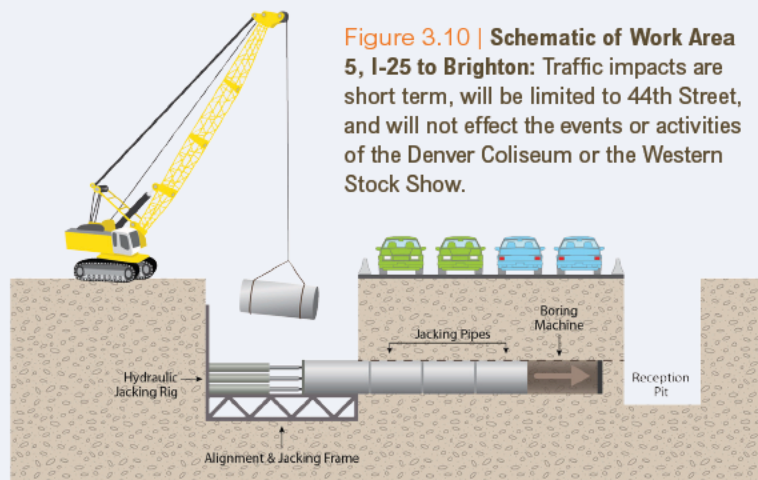 Figure 3.10 | Schematic of Work Area
5, I-25 to Brighton: Traffic impacts are
short term, will be limited to 44th Street,
and will not effect the events or activities
of the Denver Coliseum or the Western
Stock Show.
Boring
Machine
Jacking Pipes
Hydraulic
Jacking Rig
Reception
Pit
Alignment & Jacking Frame